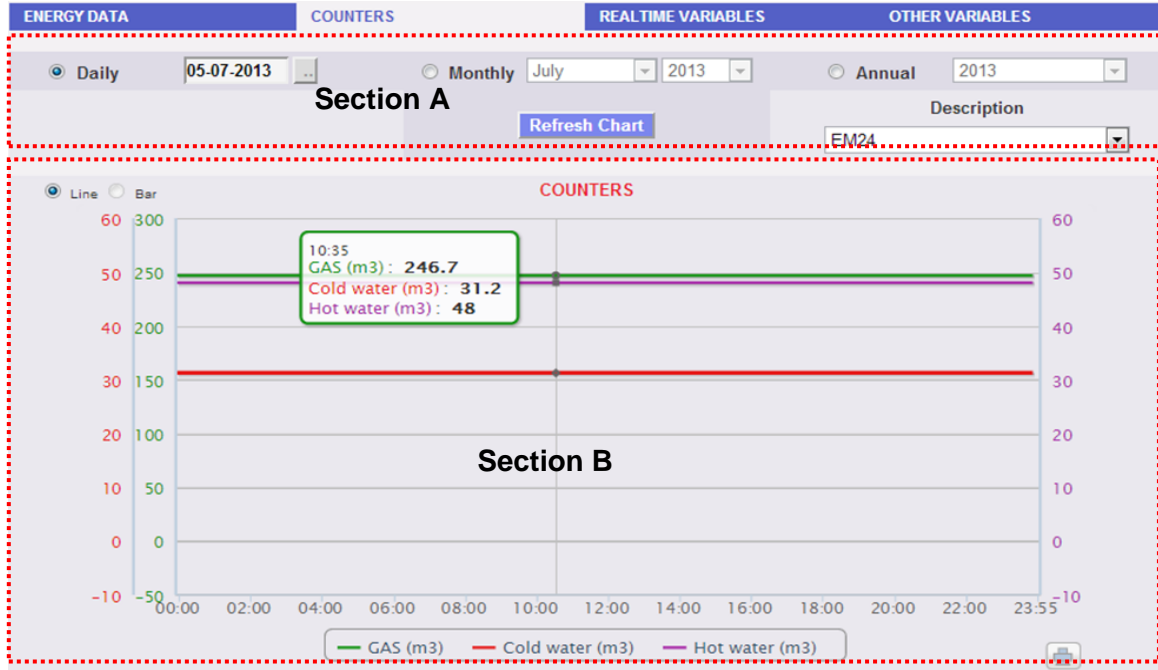 ENERGY DATA COUNTERS REALTIME VARIABLES OTHER VARIABLES
Daily 05-07-2013 .. Monthly July 2013 Annual 2013
Section A
Description
Refresh Chart
EM24
Line Bar COUNTERS
60 300 60
10:35
GAS (m3) : 246.7
50 250 50
Cold water (m3) : 31.2
Hot water (m3) : 48
40 200 40
30 150 30
20 100 20
Section B
10 50 10
0 0 0
-10 -50 -10
00:00 02:00 04:00 06:00 08:00 10:00 12:00 14:00 16:00 18:00 20:00 22:00 23:55
GAS (m3) Cold water (m3) Hot water (m3)